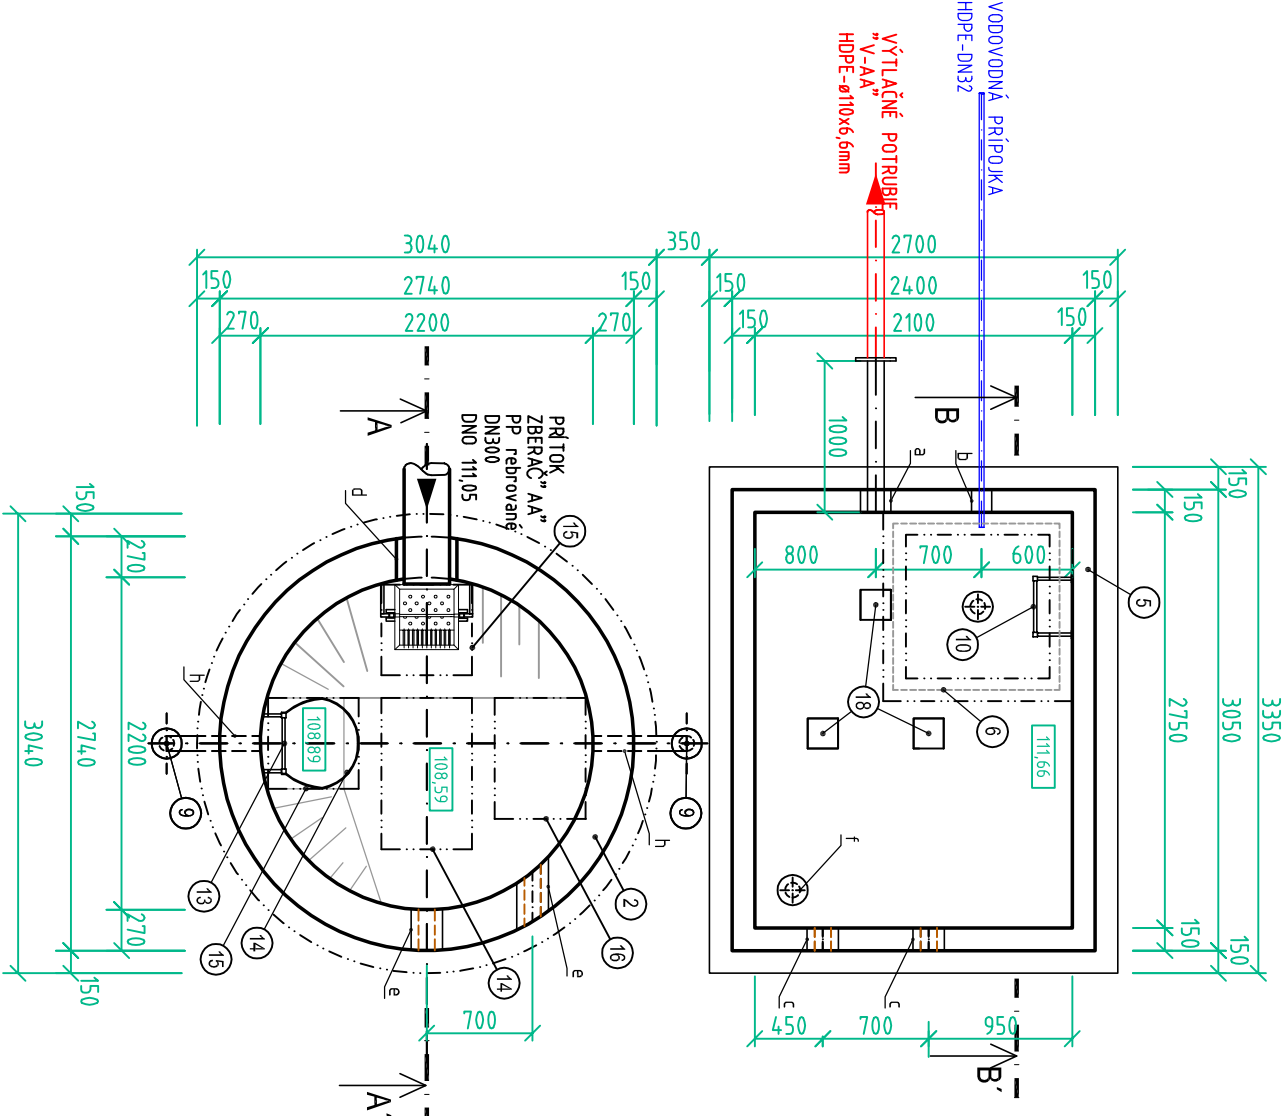 VODOVODNÁ PRÍPOJKA
HDPE-DN32
VÝTLAČNÉ POTRUBIE
"V-AA"
HDPE-ø110x6,6mm
3040
350
2700
150
2740
150
150
2400
150
270
2200
270
150
2100
150
A
B
1000
PRÍTOK
ZBERAČ "AA"
PP rebrované
DN300
DNO 111,05
a
b
d
150
3350
150
3050
2750
150
150
800
700
600
5
10
15
18
6
111,66
150
270
3040
2740
2200
270
150
h
9
108,89
108,59
9
h
13
15
14
2
16
14
e
e
f
c
c
700
450
700
950
A´
B´